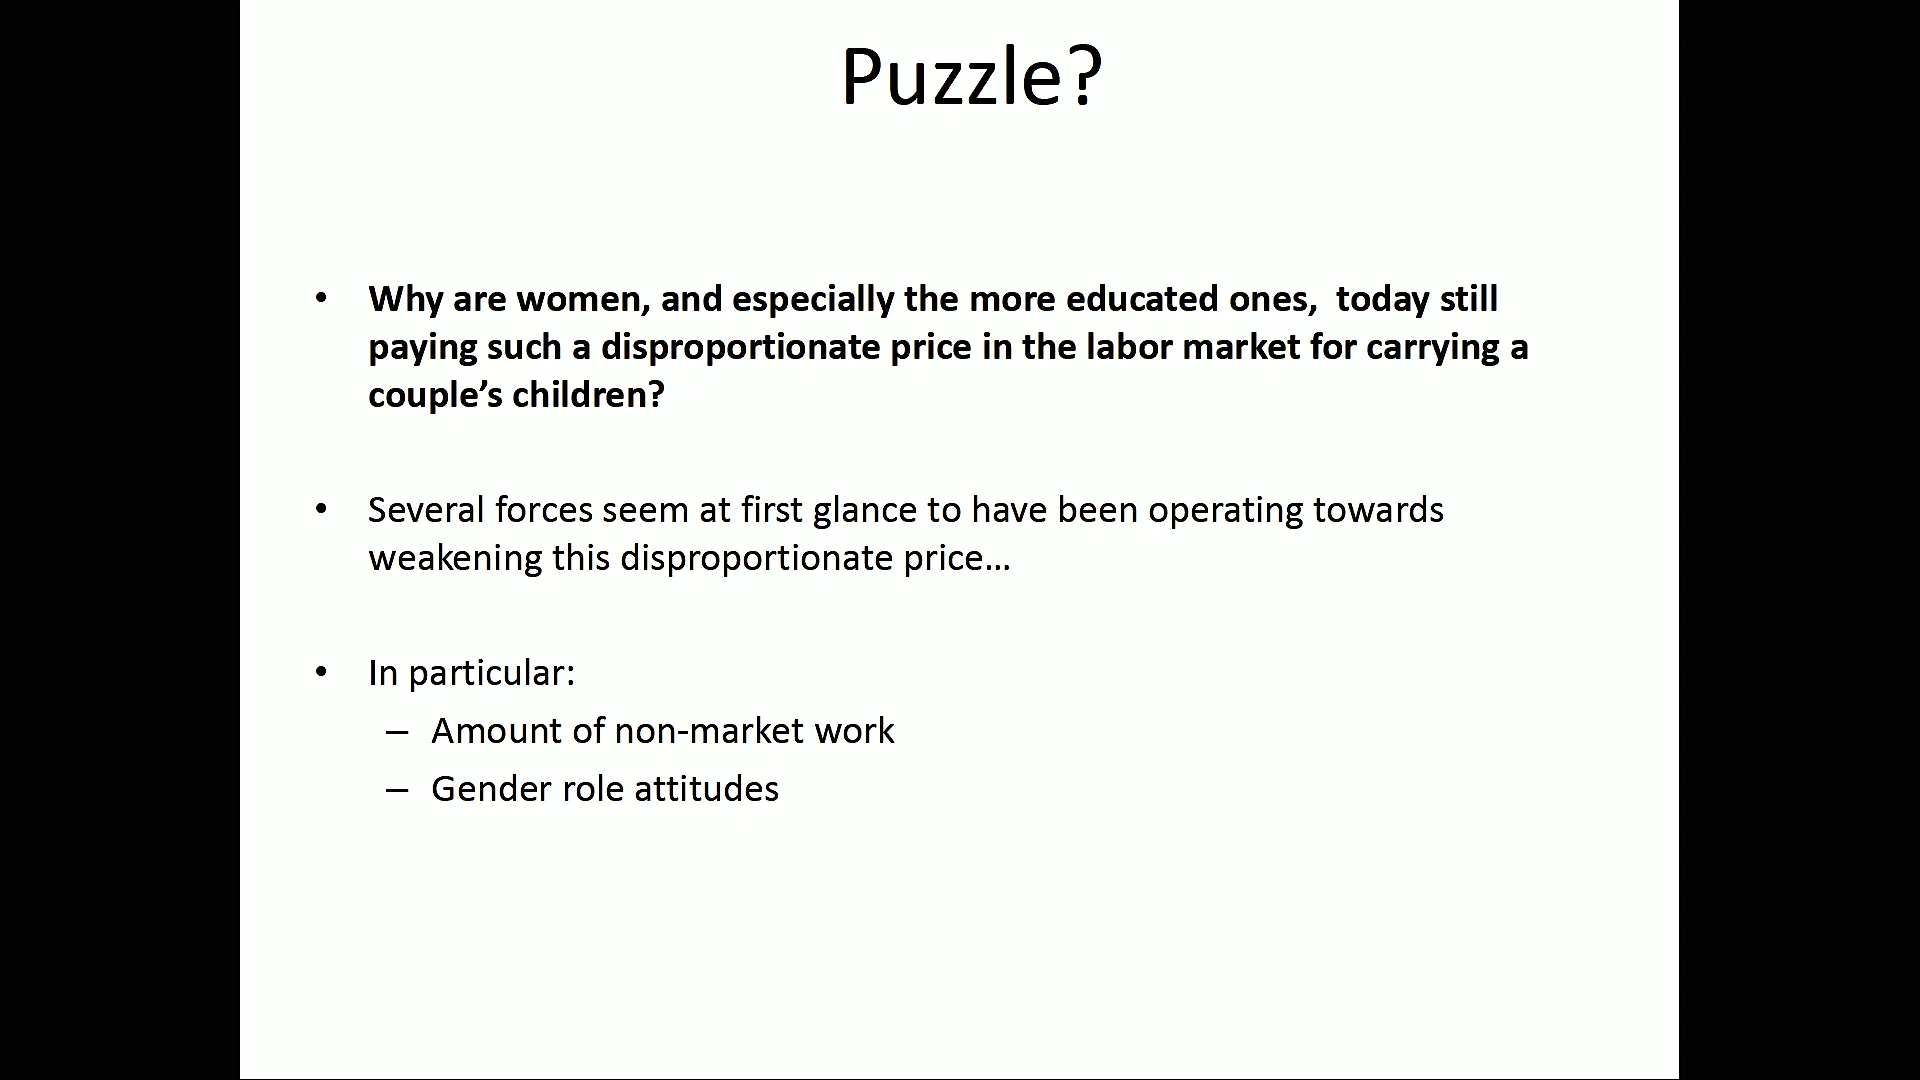 Puzzle?
• Why are women, and especially the more educated ones,  today still
paying such a disproportionate price in the labor market for carrying a
couple’s children?
• Several forces seem at first glance to have been operating towards
weakening this disproportionate price…
• In particular:
– Amount of non-market work
– Gender role attitudes